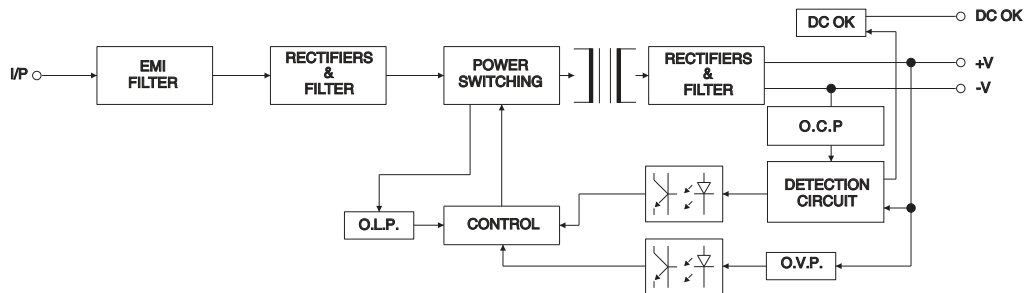 DC OK
DC OK
I/P
EMI
FILTER
RECTIFIERS
&
FILTER
POWER
SWITCHING
RECTIFIERS
&
FILTER
+V
-V
O.C.P
DETECTION
CIRCUIT
O.L.P.
CONTROL
O.V.P.